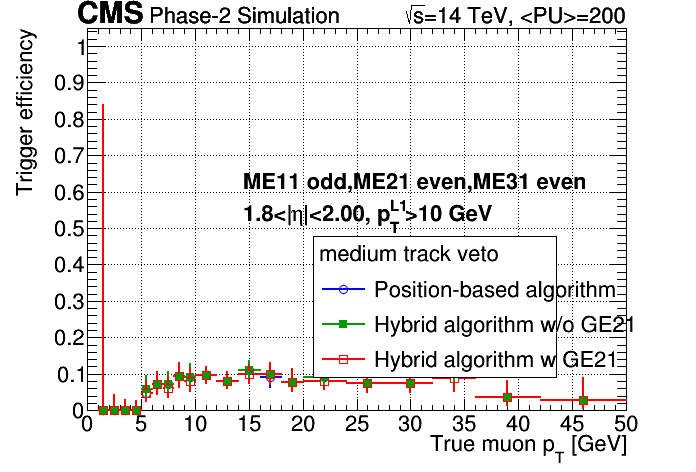 CMS Phase-2 Simulation √s=14 TeV, <PU>=200
Trigger efficiency
1
0.9
0.8
0.7
0.6
0.5
0.4
0.3
0.2
0.1
0
ME11 odd,ME21 even,ME31 even
1.8<|η|<2.00, p_T^L1>10 GeV
medium track veto
Position-based algorithm
Hybrid algorithm w/o GE21
Hybrid algorithm w GE21
0 5 10 15 20 25 30 35 40 45 50
True muon p_T [GeV]